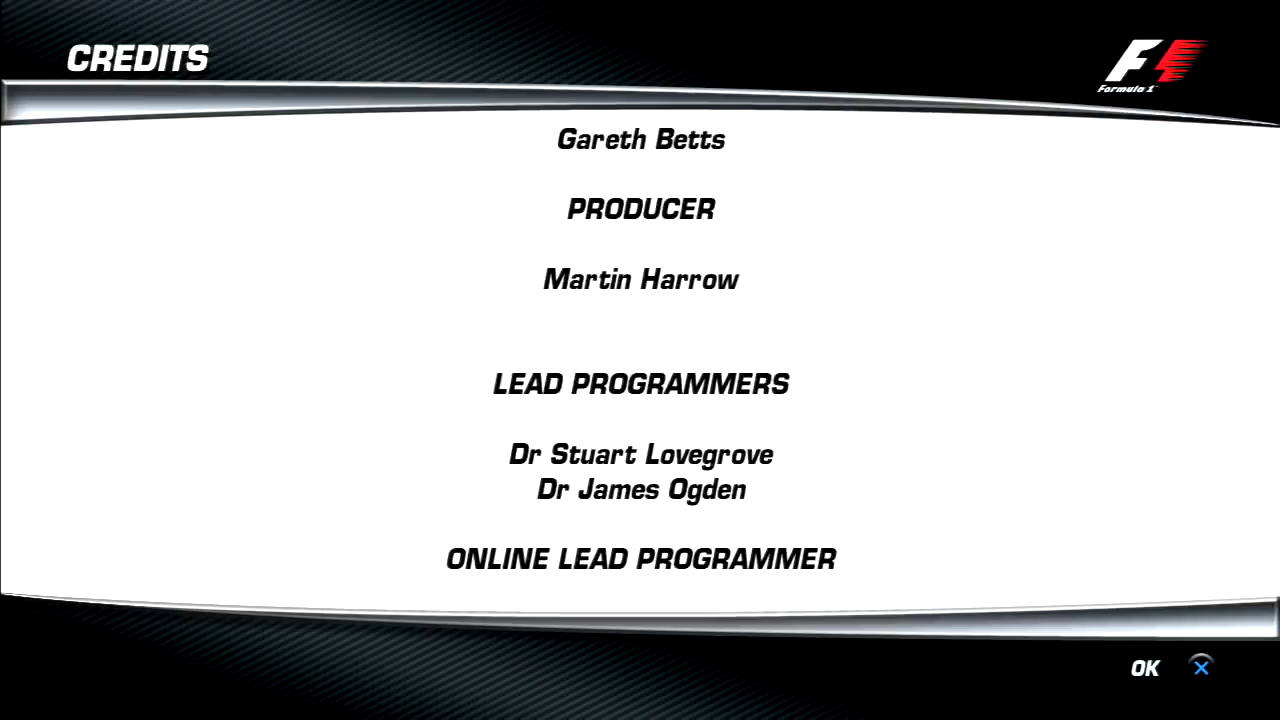 CREDITS
F1
Formula 1
Gareth Betts
PRODUCER
Martin Harrow
LEAD PROGRAMMERS
Dr Stuart Lovegrove
Dr James Ogden
ONLINE LEAD PROGRAMMER
OK